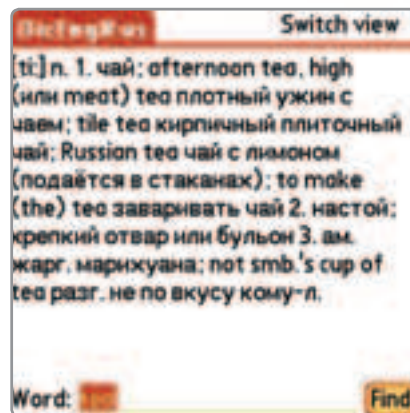 DictEngRus Switch view
[ti:] n. 1. чай; afternoon tea, high
(или meat) tea плотный ужин с
чаем; tile tea кирпичный плиточный
чай; Russian tea чай с лимоном
(подаётся в стаканах); to make
(the) tea заваривать чай 2. настой;
крепкий отвар или бульон 3. ам.
жарг. марихуана; not smb.'s cup of
tea разг. не по вкусу кому-л.
Word: Find